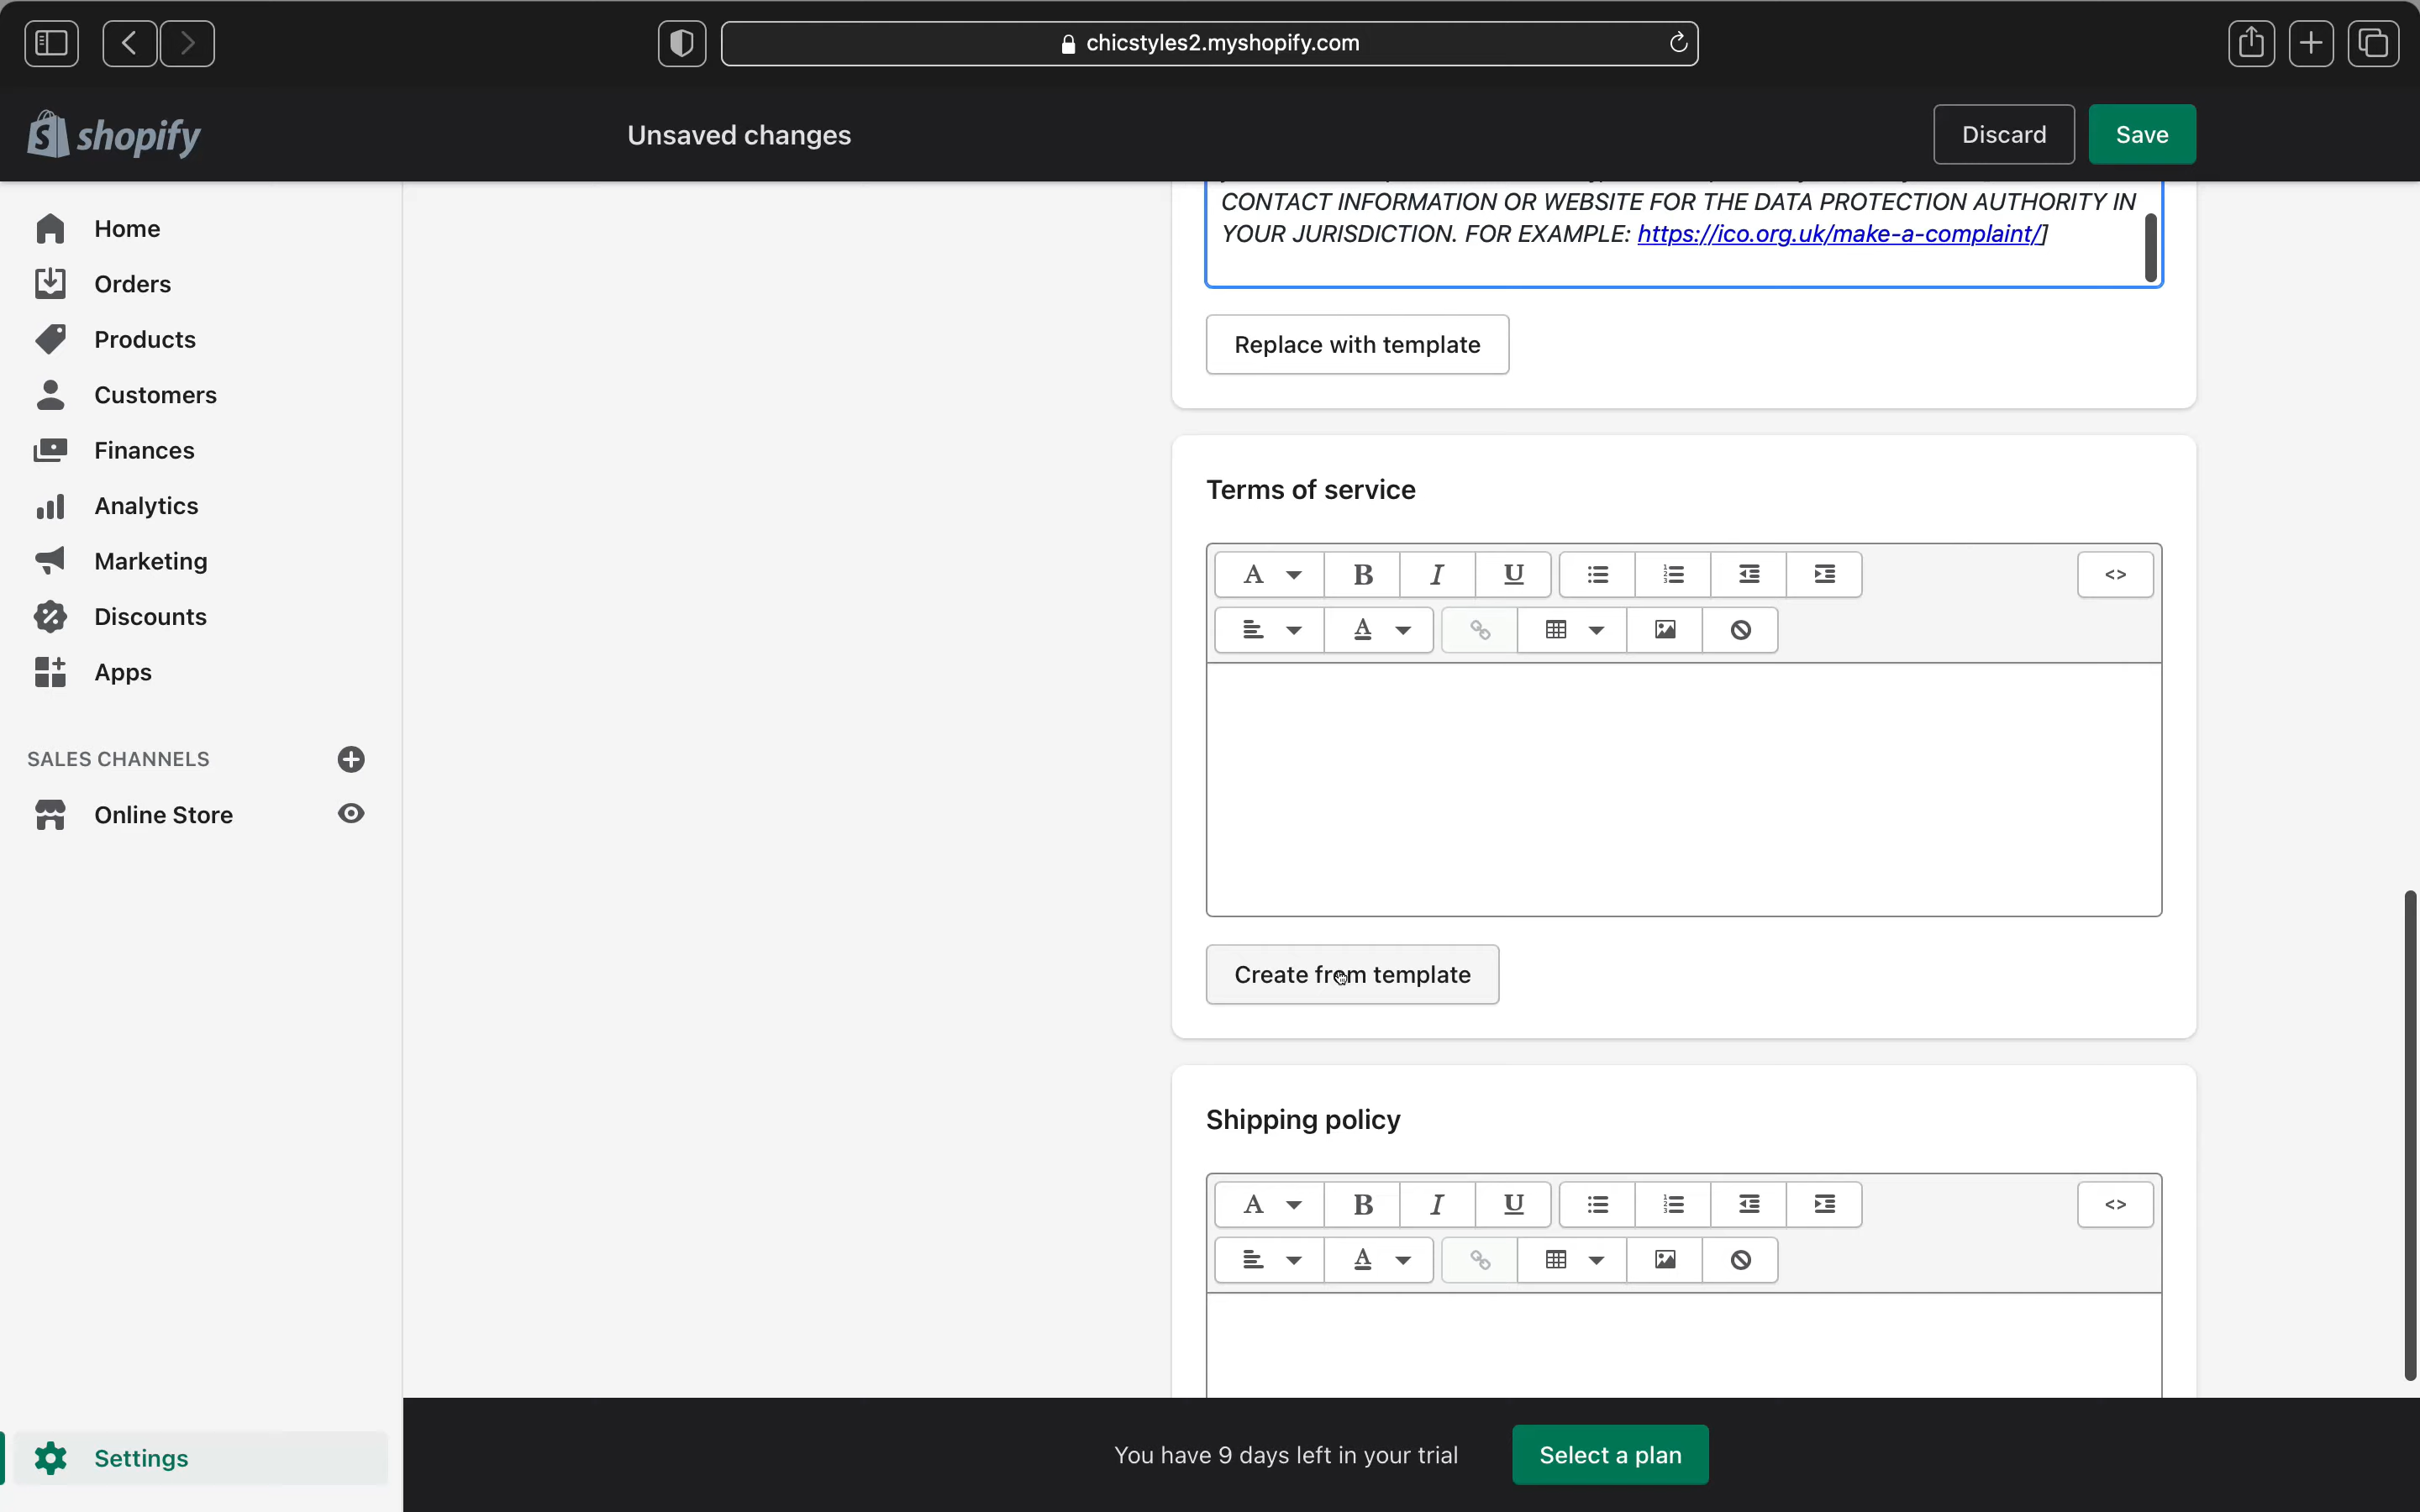 chicstyles2.myshopify.com
shopify
Unsaved changes
Discard
Save
Home
Orders
Products
Customers
Finances
Analytics
Marketing
Discounts
Apps
SALES CHANNELS
Online Store
Settings
CONTACT INFORMATION OR WEBSITE FOR THE DATA PROTECTION AUTHORITY IN
YOUR JURISDICTION. FOR EXAMPLE: https://ico.org.uk/make-a-complaint/]
Replace with template
Terms of service
A B I U <>
A
Create from template
Shipping policy
A B I U <>
A
You have 9 days left in your trial
Select a plan